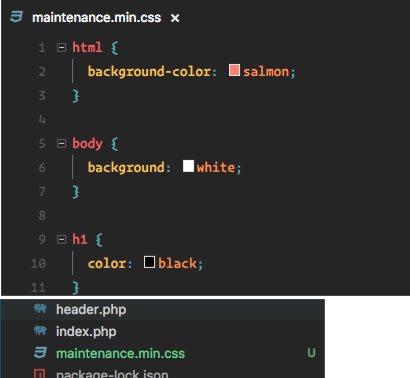 maintenance.min.css ×
1 html {
2 background-color: salmon;
3 }
4
5 body {
6 background: white;
7 }
8
9 h1 {
10 color: black;
11 }
header.php
index.php
maintenance.min.css U
package-lock.json